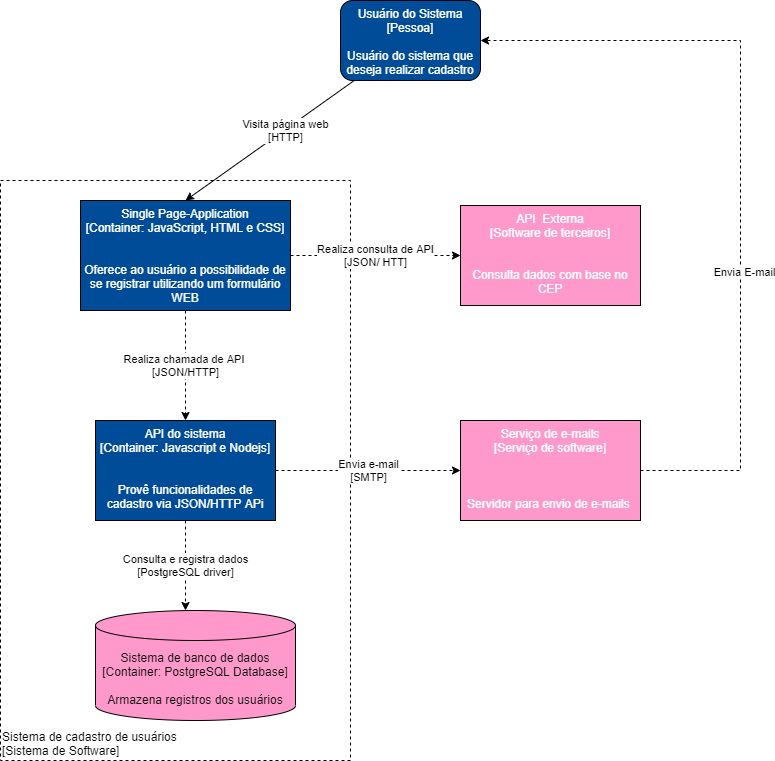 Usuário do Sistema
[Pessoa]
Usuário do sistema que
deseja realizar cadastro
Visita página web
[HTTP]
Single Page-Application
[Container: JavaScript, HTML e CSS]
Oferece ao usuário a possibilidade de
se registrar utilizando um formulário
WEB
Realiza consulta de API
[JSON/ HTT]
API  Externa
[Software de terceiros]
Consulta dados com base no
CEP
Envia E-mail
Realiza chamada de API
[JSON/HTTP]
API do sistema
[Container: Javascript e Nodejs]
Provê funcionalidades de
cadastro via JSON/HTTP APi
Envia e-mail
[SMTP]
Serviço de e-mails
[Serviço de software]
Servidor para envio de e-mails
Consulta e registra dados
[PostgreSQL driver]
Sistema de banco de dados
[Container: PostgreSQL Database]
Armazena registros dos usuários
Sistema de cadastro de usuários
[Sistema de Software]